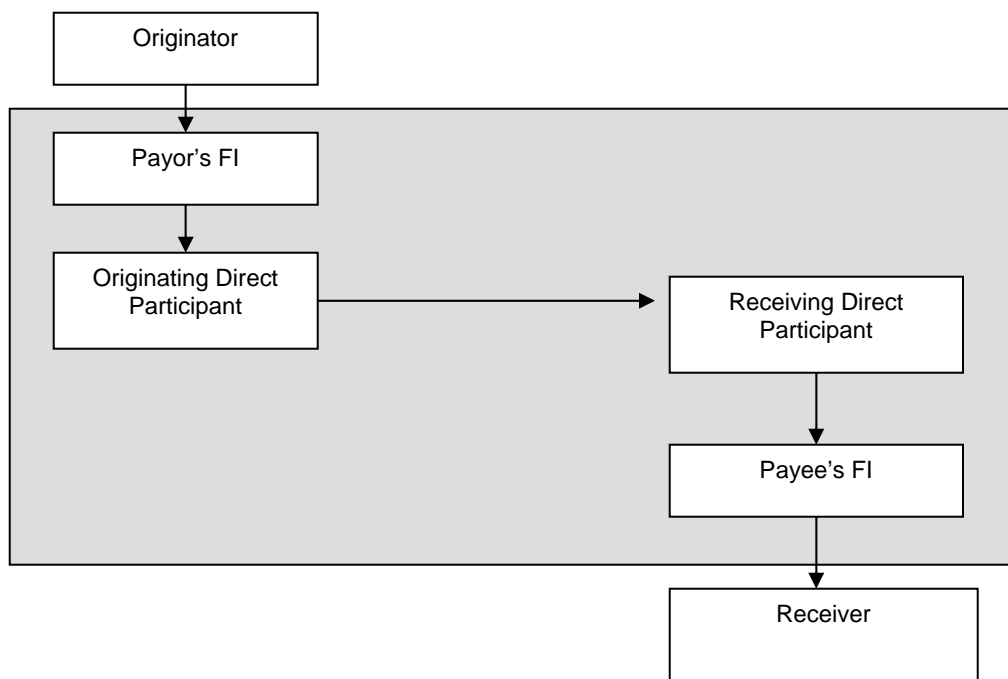 Originator
Payor’s FI
Originating Direct
Participant
Receiving Direct
Participant
Payee’s FI
Receiver